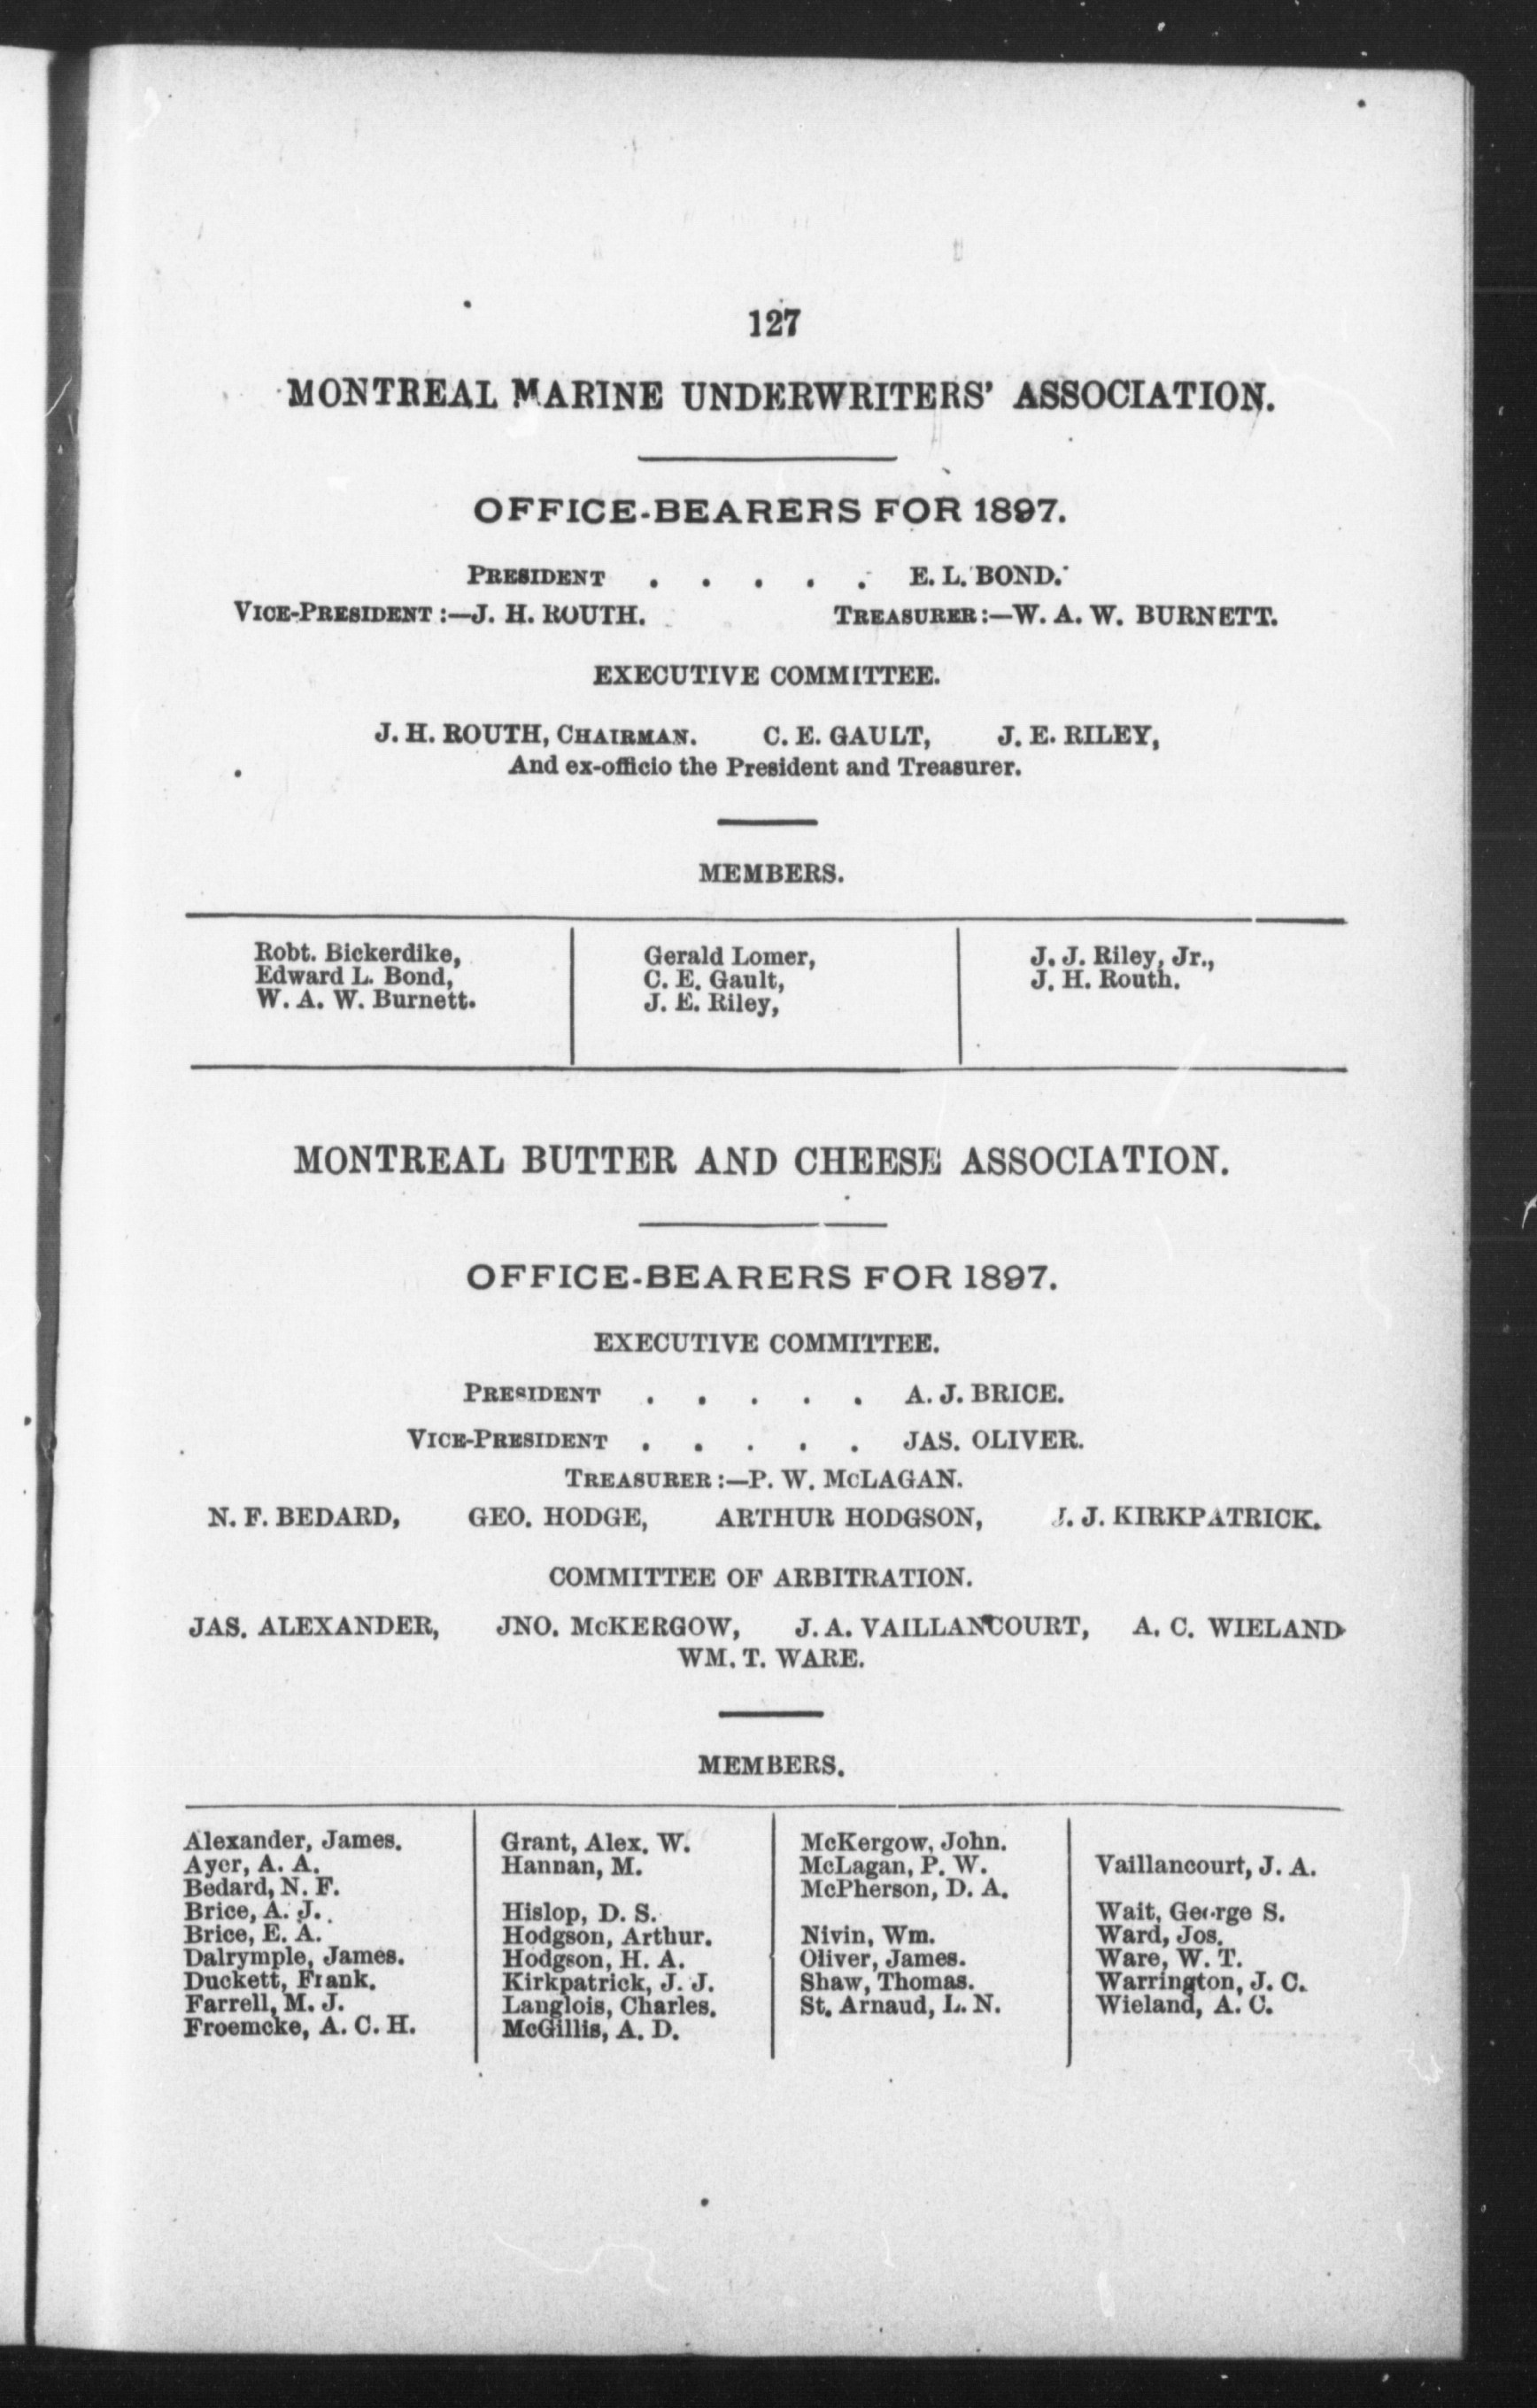 127
MONTREAL MARINE UNDERWRITERS' ASSOCIATION.
OFFICE-BEARERS FOR 1897.
PRESIDENT . . . . . E. L. BOND.
VICE-PRESIDENT:—J. H. ROUTH. TREASURER:—W. A. W. BURNETT.
EXECUTIVE COMMITTEE.
J. H. ROUTH, CHAIRMAN. C. E. GAULT, J. E. RILEY,
And ex-officio the President and Treasurer.
MEMBERS.
Robt. Bickerdike,
Edward L. Bond,
W. A. W. Burnett.
Gerald Lomer,
C. E. Gault,
J. E. Riley,
J. J. Riley, Jr.,
J. H. Routh.
MONTREAL BUTTER AND CHEESE ASSOCIATION.
OFFICE-BEARERS FOR 1897.
EXECUTIVE COMMITTEE.
PRESIDENT . . . . . A. J. BRICE.
VICE-PRESIDENT . . . . . JAS. OLIVER.
TREASURER:—P. W. McLAGAN.
N. F. BEDARD, GEO. HODGE, ARTHUR HODGSON, J. J. KIRKPATRICK.
COMMITTEE OF ARBITRATION.
JAS. ALEXANDER, JNO. McKERGOW, J. A. VAILLANCOURT, A. C. WIELAND
WM. T. WARE.
MEMBERS.
Alexander, James.
Ayer, A. A.
Bedard, N. F.
Brice, A. J.
Brice, E. A.
Dalrymple, James.
Duckett, Frank.
Farrell, M. J.
Froemcke, A. C. H.
Grant, Alex. W.
Hannan, M.
Hislop, D. S.
Hodgson, Arthur.
Hodgson, H. A.
Kirkpatrick, J. J.
Langlois, Charles.
McGillis, A. D.
McKergow, John.
McLagan, P. W.
McPherson, D. A.
Nivin, Wm.
Oliver, James.
Shaw, Thomas.
St. Arnaud, L. N.
Vaillancourt, J. A.
Wait, George S.
Ward, Jos.
Ware, W. T.
Warrington, J. C.
Wieland, A. C.